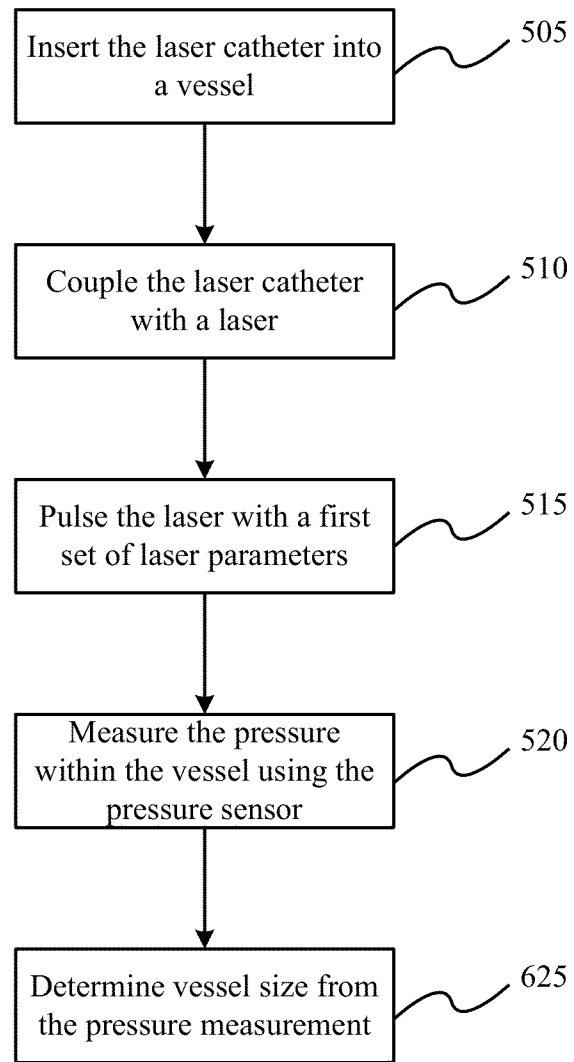 Insert the laser catheter into
a vessel
505
Couple the laser catheter
with a laser
510
Pulse the laser with a first
set of laser parameters
515
Measure the pressure
within the vessel using the
pressure sensor
520
Determine vessel size from
the pressure measurement
625